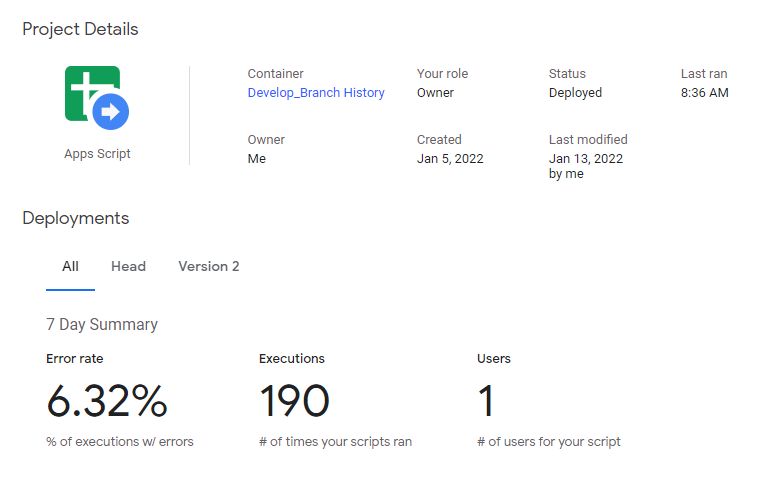 Project Details
Container
Your role
Status
Last ran
Develop_Branch History
Owner
Deployed
8:36 AM
Apps Script
Owner
Created
Last modified
Me
Jan 5, 2022
Jan 13, 2022
by me
Deployments
All
Head
Version 2
7 Day Summary
Error rate
Executions
Users
6.32%
190
1
% of executions w/ errors
# of times your scripts ran
# of users for your script